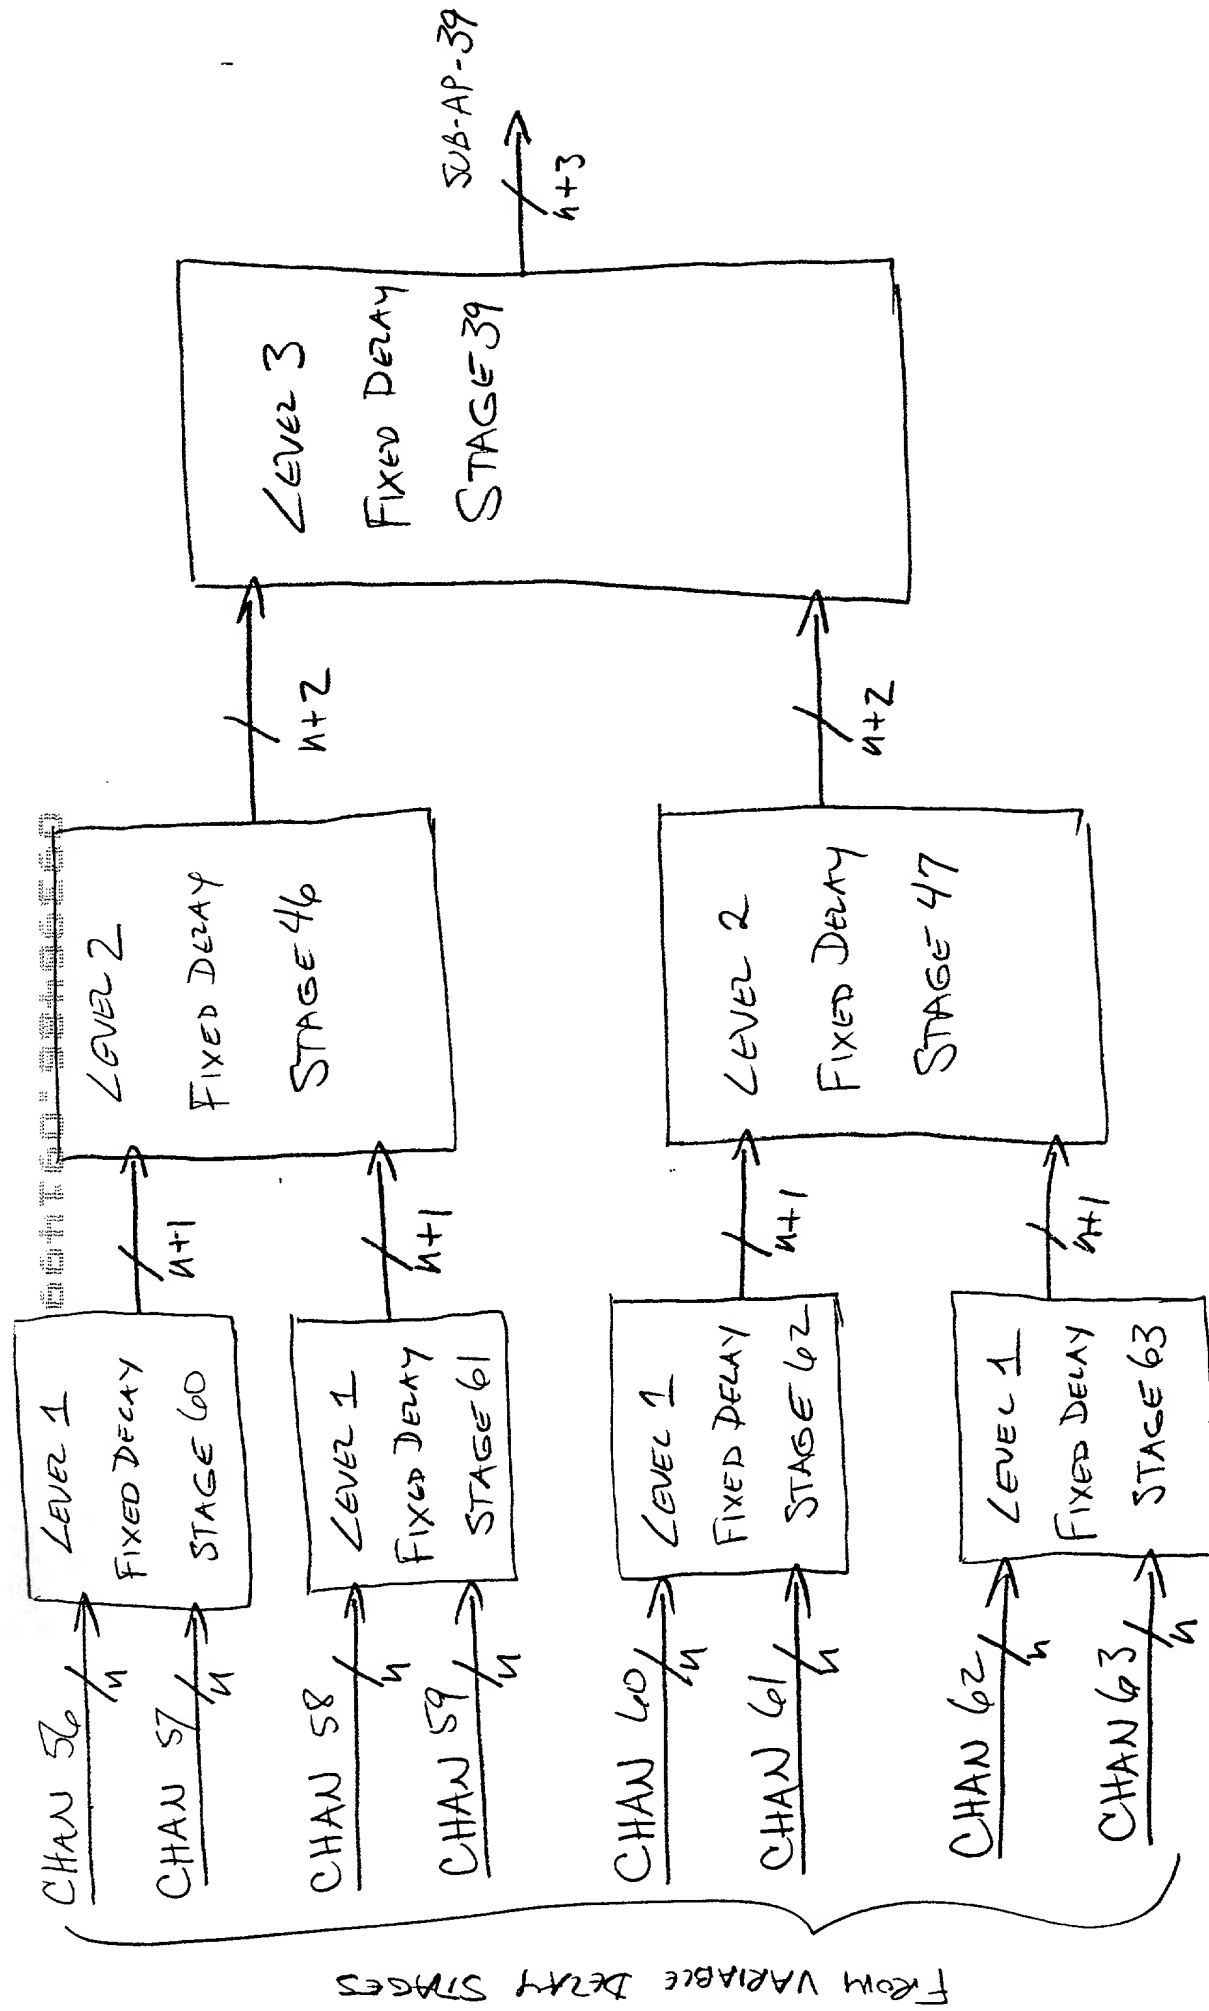 FROM VARIABLE DELAY STAGES
CHAN 56
n
CHAN 57
n
CHAN 58
n
CHAN 59
n
CHAN 60
n
CHAN 61
n
CHAN 62
n
CHAN 63
n
LEVEL 1
FIXED DELAY
STAGE 60
n+1
LEVEL 1
FIXED DELAY
STAGE 61
n+1
LEVEL 1
FIXED DELAY
STAGE 62
n+1
LEVEL 1
FIXED DELAY
STAGE 63
n+1
LEVEL 2
FIXED DELAY
STAGE 46
n+2
LEVEL 2
FIXED DELAY
STAGE 47
n+2
LEVEL 3
FIXED DELAY
STAGE 39
SUB-AP-39
n+3